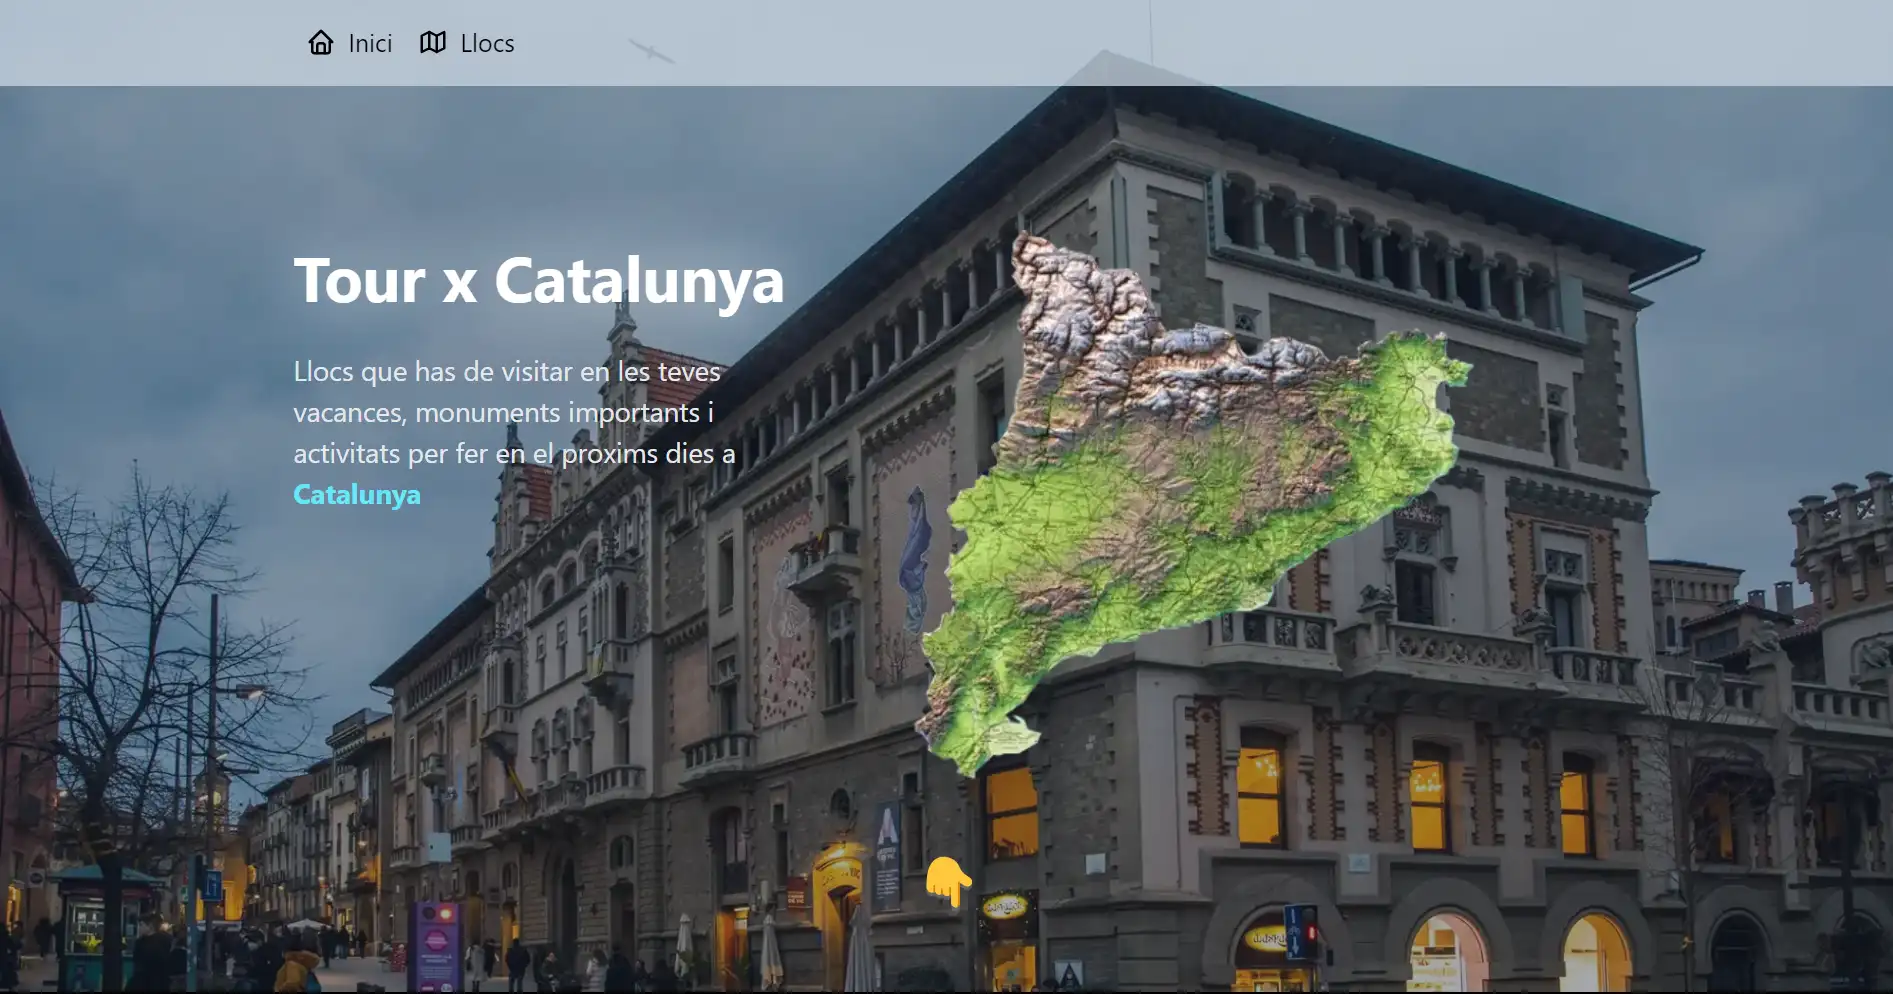 Inici
Llocs
Tour x Catalunya
Llocs que has de visitar en les teves
vacances, monuments importants i
activitats per fer en el proxims dies a
Catalunya
A